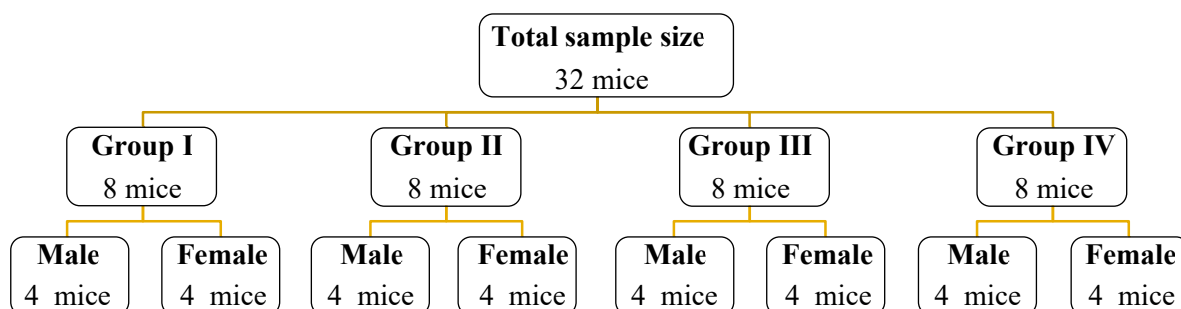 Total sample size
32 mice
Group I
8 mice
Group II
8 mice
Group III
8 mice
Group IV
8 mice
Male
4 mice
Female
4 mice
Male
4 mice
Female
4 mice
Male
4 mice
Female
4 mice
Male
4 mice
Female
4 mice